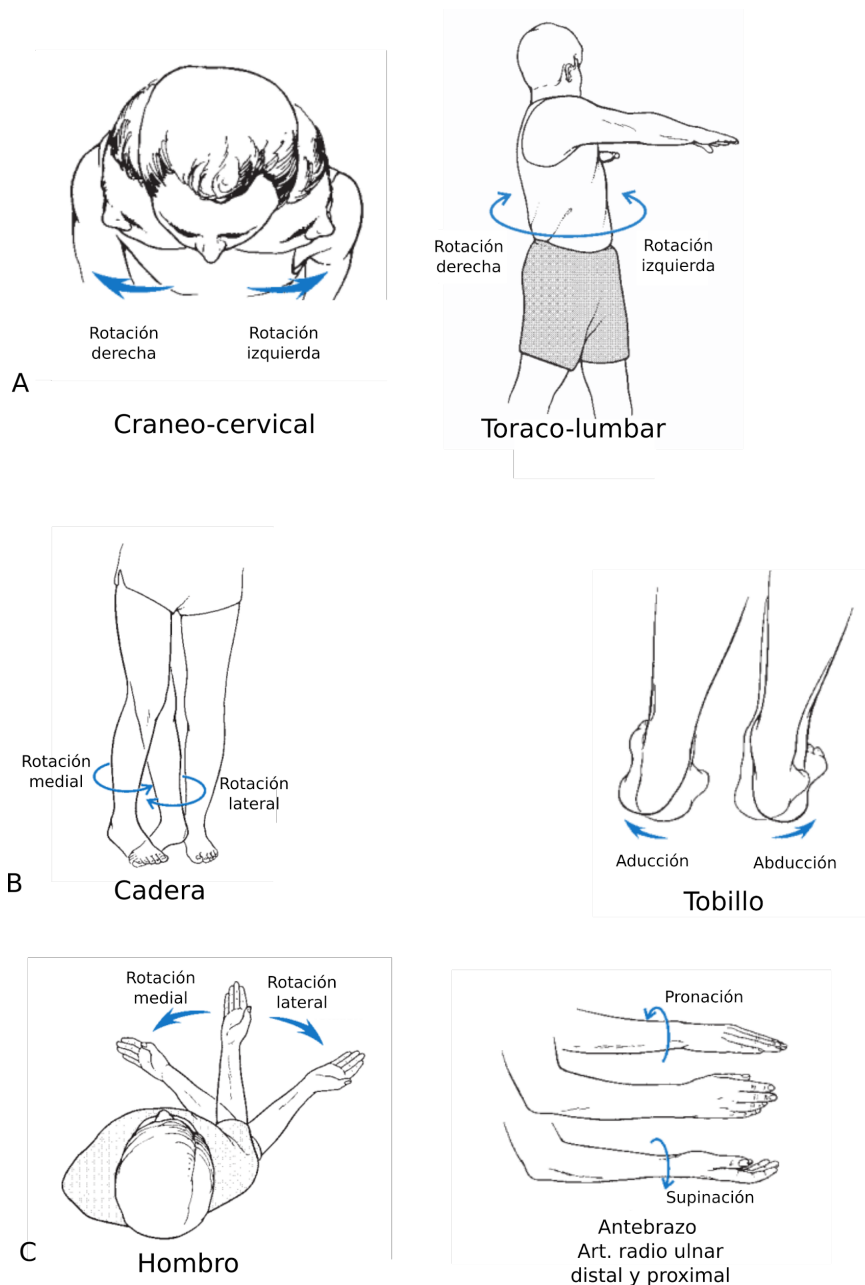 Rotación
derecha
Rotación
izquierda
A
Craneo-cervical
Rotación
derecha
Rotación
izquierda
Toraco-lumbar
Rotación
medial
Rotación
lateral
B
Cadera
Aducción
Abducción
Tobillo
Rotación
medial
Rotación
lateral
C
Hombro
Pronación
Supinación
Antebrazo
Art. radio ulnar
distal y proximal